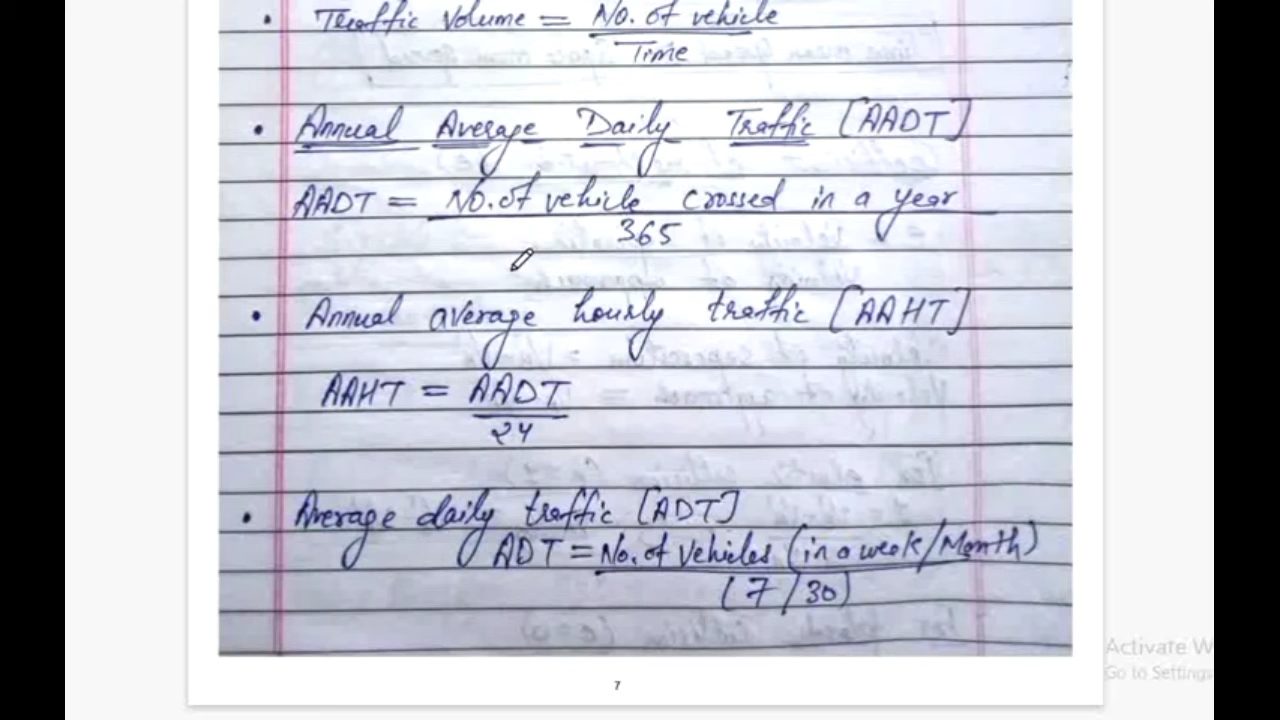 • Traffic Volume = No. of vehicle
Time
• Annual Average Daily Traffic [AADT]
AADT = No. of vehicle crossed in a year
365
• Annual average hourly traffic [AAHT]
AAHT = AADT
24
• Average daily traffic [ADT]
ADT = No. of Vehicles (in a week/Month)
(7/30)
7
Activate W
Go to Settings